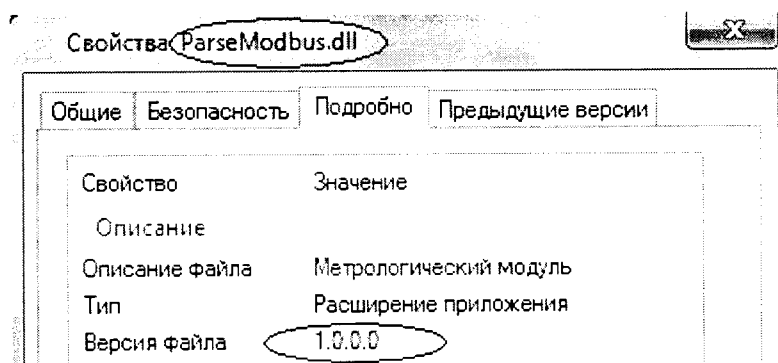 Свойства: ParseModbus.dll
Общие Безопасность Подробно Предыдущие версии
Свойство Значение
Описание
Описание файла Метрологический модуль
Тип Расширение приложения
Версия файла 1.0.0.0